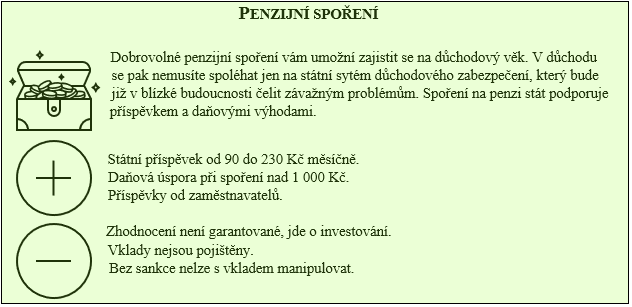 PENZIJNÍ SPOŘENÍ
Dobrovolné penzijní spoření vám umožní zajistit se na důchodový věk. V důchodu
se pak nemusíte spoléhat jen na státní sytém důchodového zabezpečení, který bude
již v blízké budoucnosti čelit závažným problémům. Spoření na penzi stát podporuje
příspěvkem a daňovými výhodami.
Státní příspěvek od 90 do 230 Kč měsíčně.
Daňová úspora při spoření nad 1 000 Kč.
Příspěvky od zaměstnavatelů.
Zhodnocení není garantované, jde o investování.
Vklady nejsou pojištěny.
Bez sankce nelze s vkladem manipulovat.